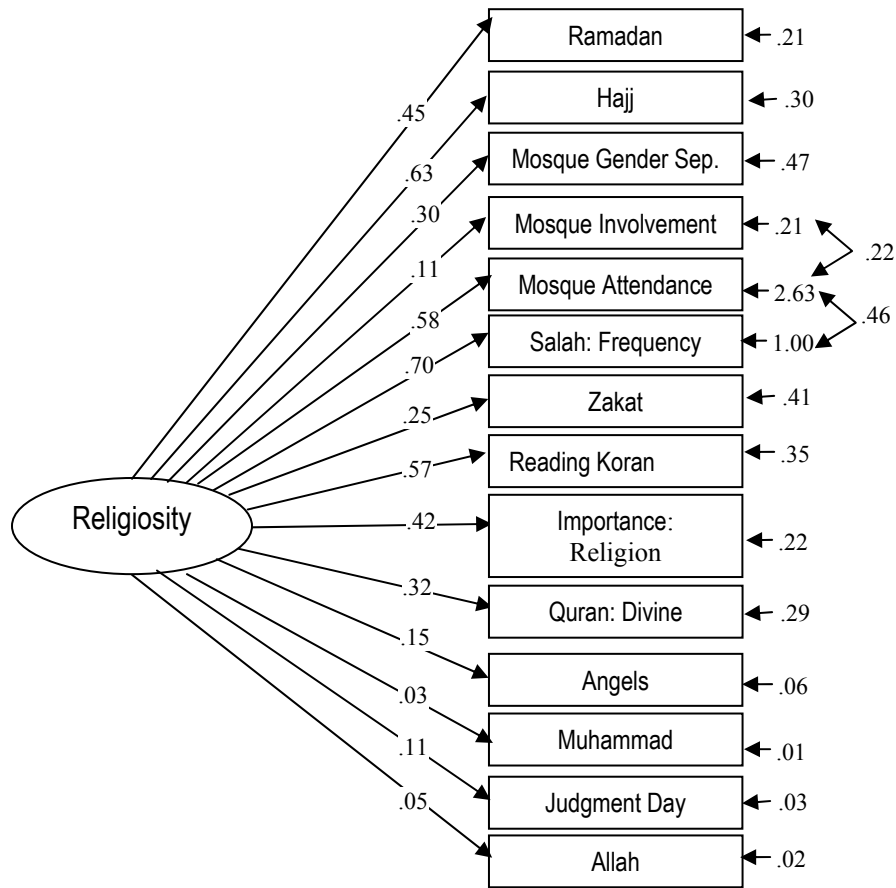 Ramadan
.21
.45
Hajj
.30
.63
Mosque Gender Sep.
.47
.30
Mosque Involvement
.21
.11
.22
Mosque Attendance
2.63
.58
.46
Salah: Frequency
1.00
.70
Zakat
.41
.25
Reading Koran
.35
.57
Religiosity
.42
Importance:
Religion
.22
.32
Quran: Divine
.29
.15
Angels
.06
.03
Muhammad
.01
.11
Judgment Day
.03
.05
Allah
.02